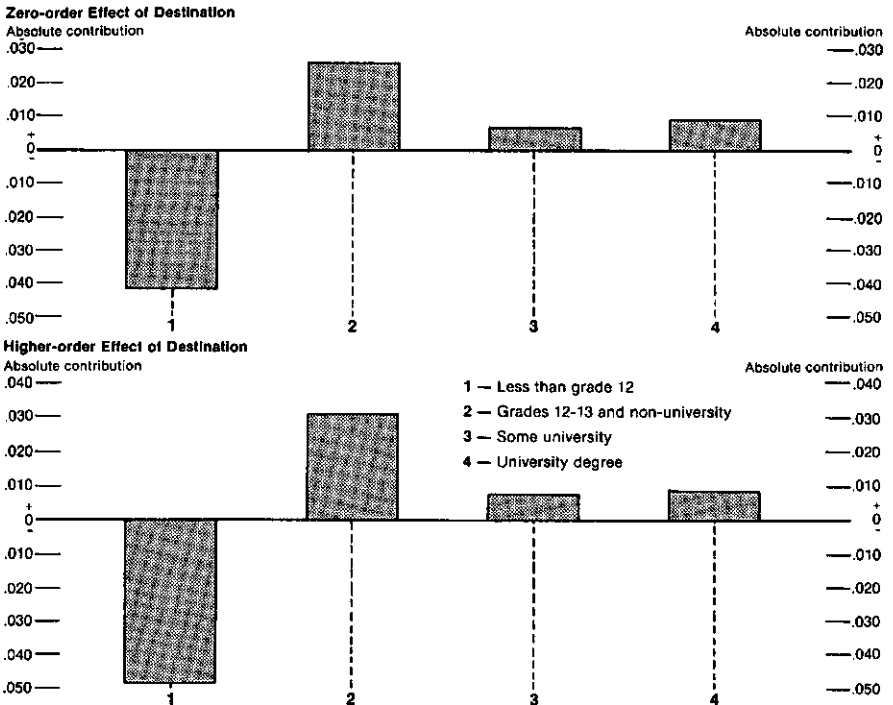 Zero-order Effect of Destination
Absolute contribution Absolute contribution
.030 .030
.020 .020
.010 .010
+ +
0 0
- -
.010 .010
.020 .020
.030 .030
.040 .040
.050 .050
1 2 3 4
Higher-order Effect of Destination
Absolute contribution Absolute contribution
.040 .040
1 — Less than grade 12
.030 .030
2 — Grades 12-13 and non-university
3 — Some university
.020 .020
4 — University degree
.010 .010
+ +
0 0
- -
.010 .010
.020 .020
.030 .030
.040 .040
.050 .050
1 2 3 4